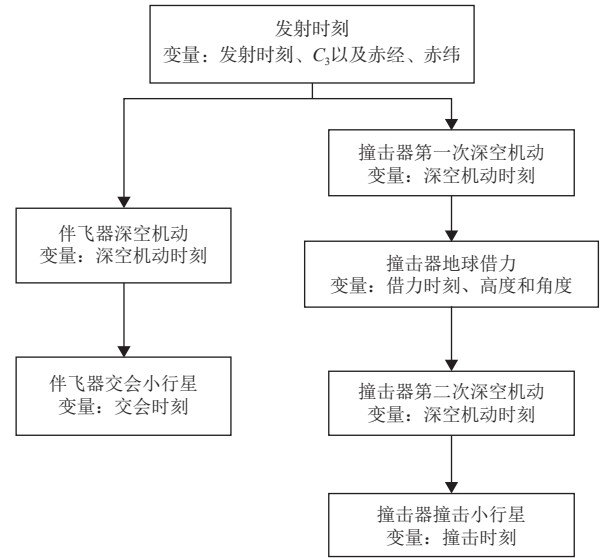 发射时刻
变量：发射时刻、C₃以及赤经、赤纬
撞击器第一次深空机动
变量：深空机动时刻
伴飞器深空机动
变量：深空机动时刻
撞击器地球借力
变量：借力时刻、高度和角度
伴飞器交会小行星
变量：交会时刻
撞击器第二次深空机动
变量：深空机动时刻
撞击器撞击小行星
变量：撞击时刻